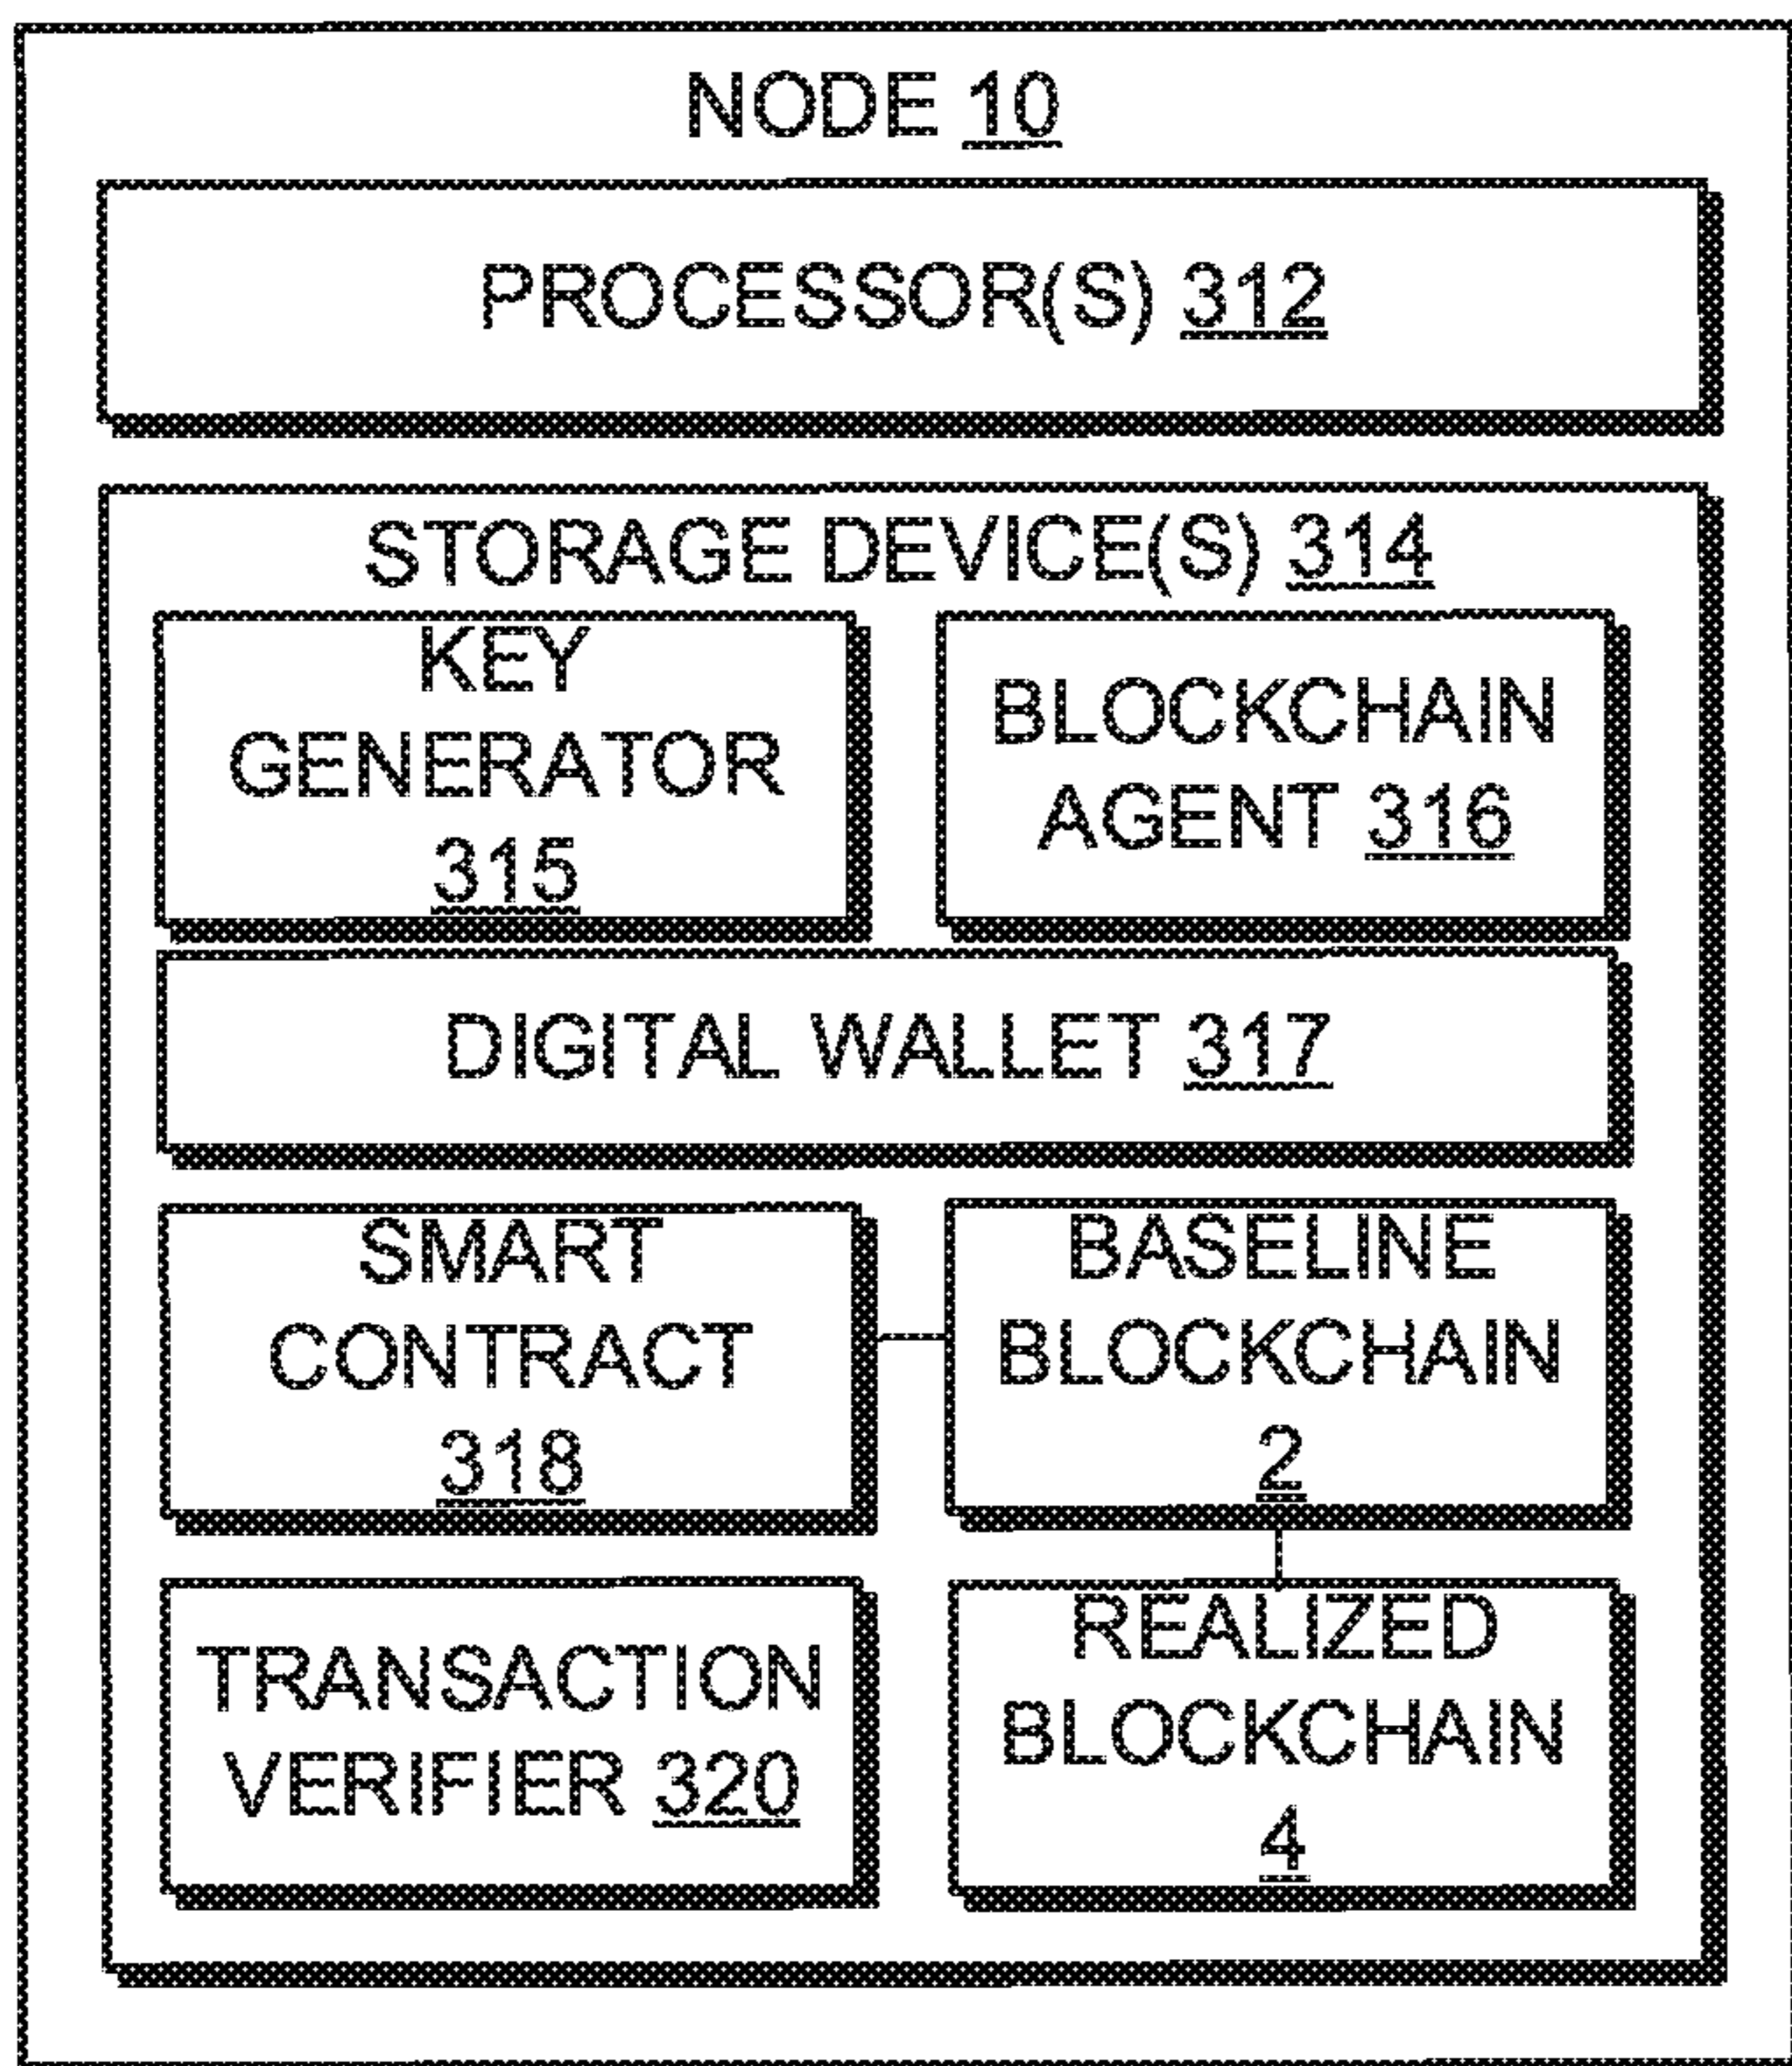 NODE 10
PROCESSOR(S) 312
STORAGE DEVICE(S) 314
KEY
GENERATOR
315
BLOCKCHAIN
AGENT 316
DIGITAL WALLET 317
SMART
CONTRACT
318
BASELINE
BLOCKCHAIN
2
TRANSACTION
VERIFIER 320
REALIZED
BLOCKCHAIN
4